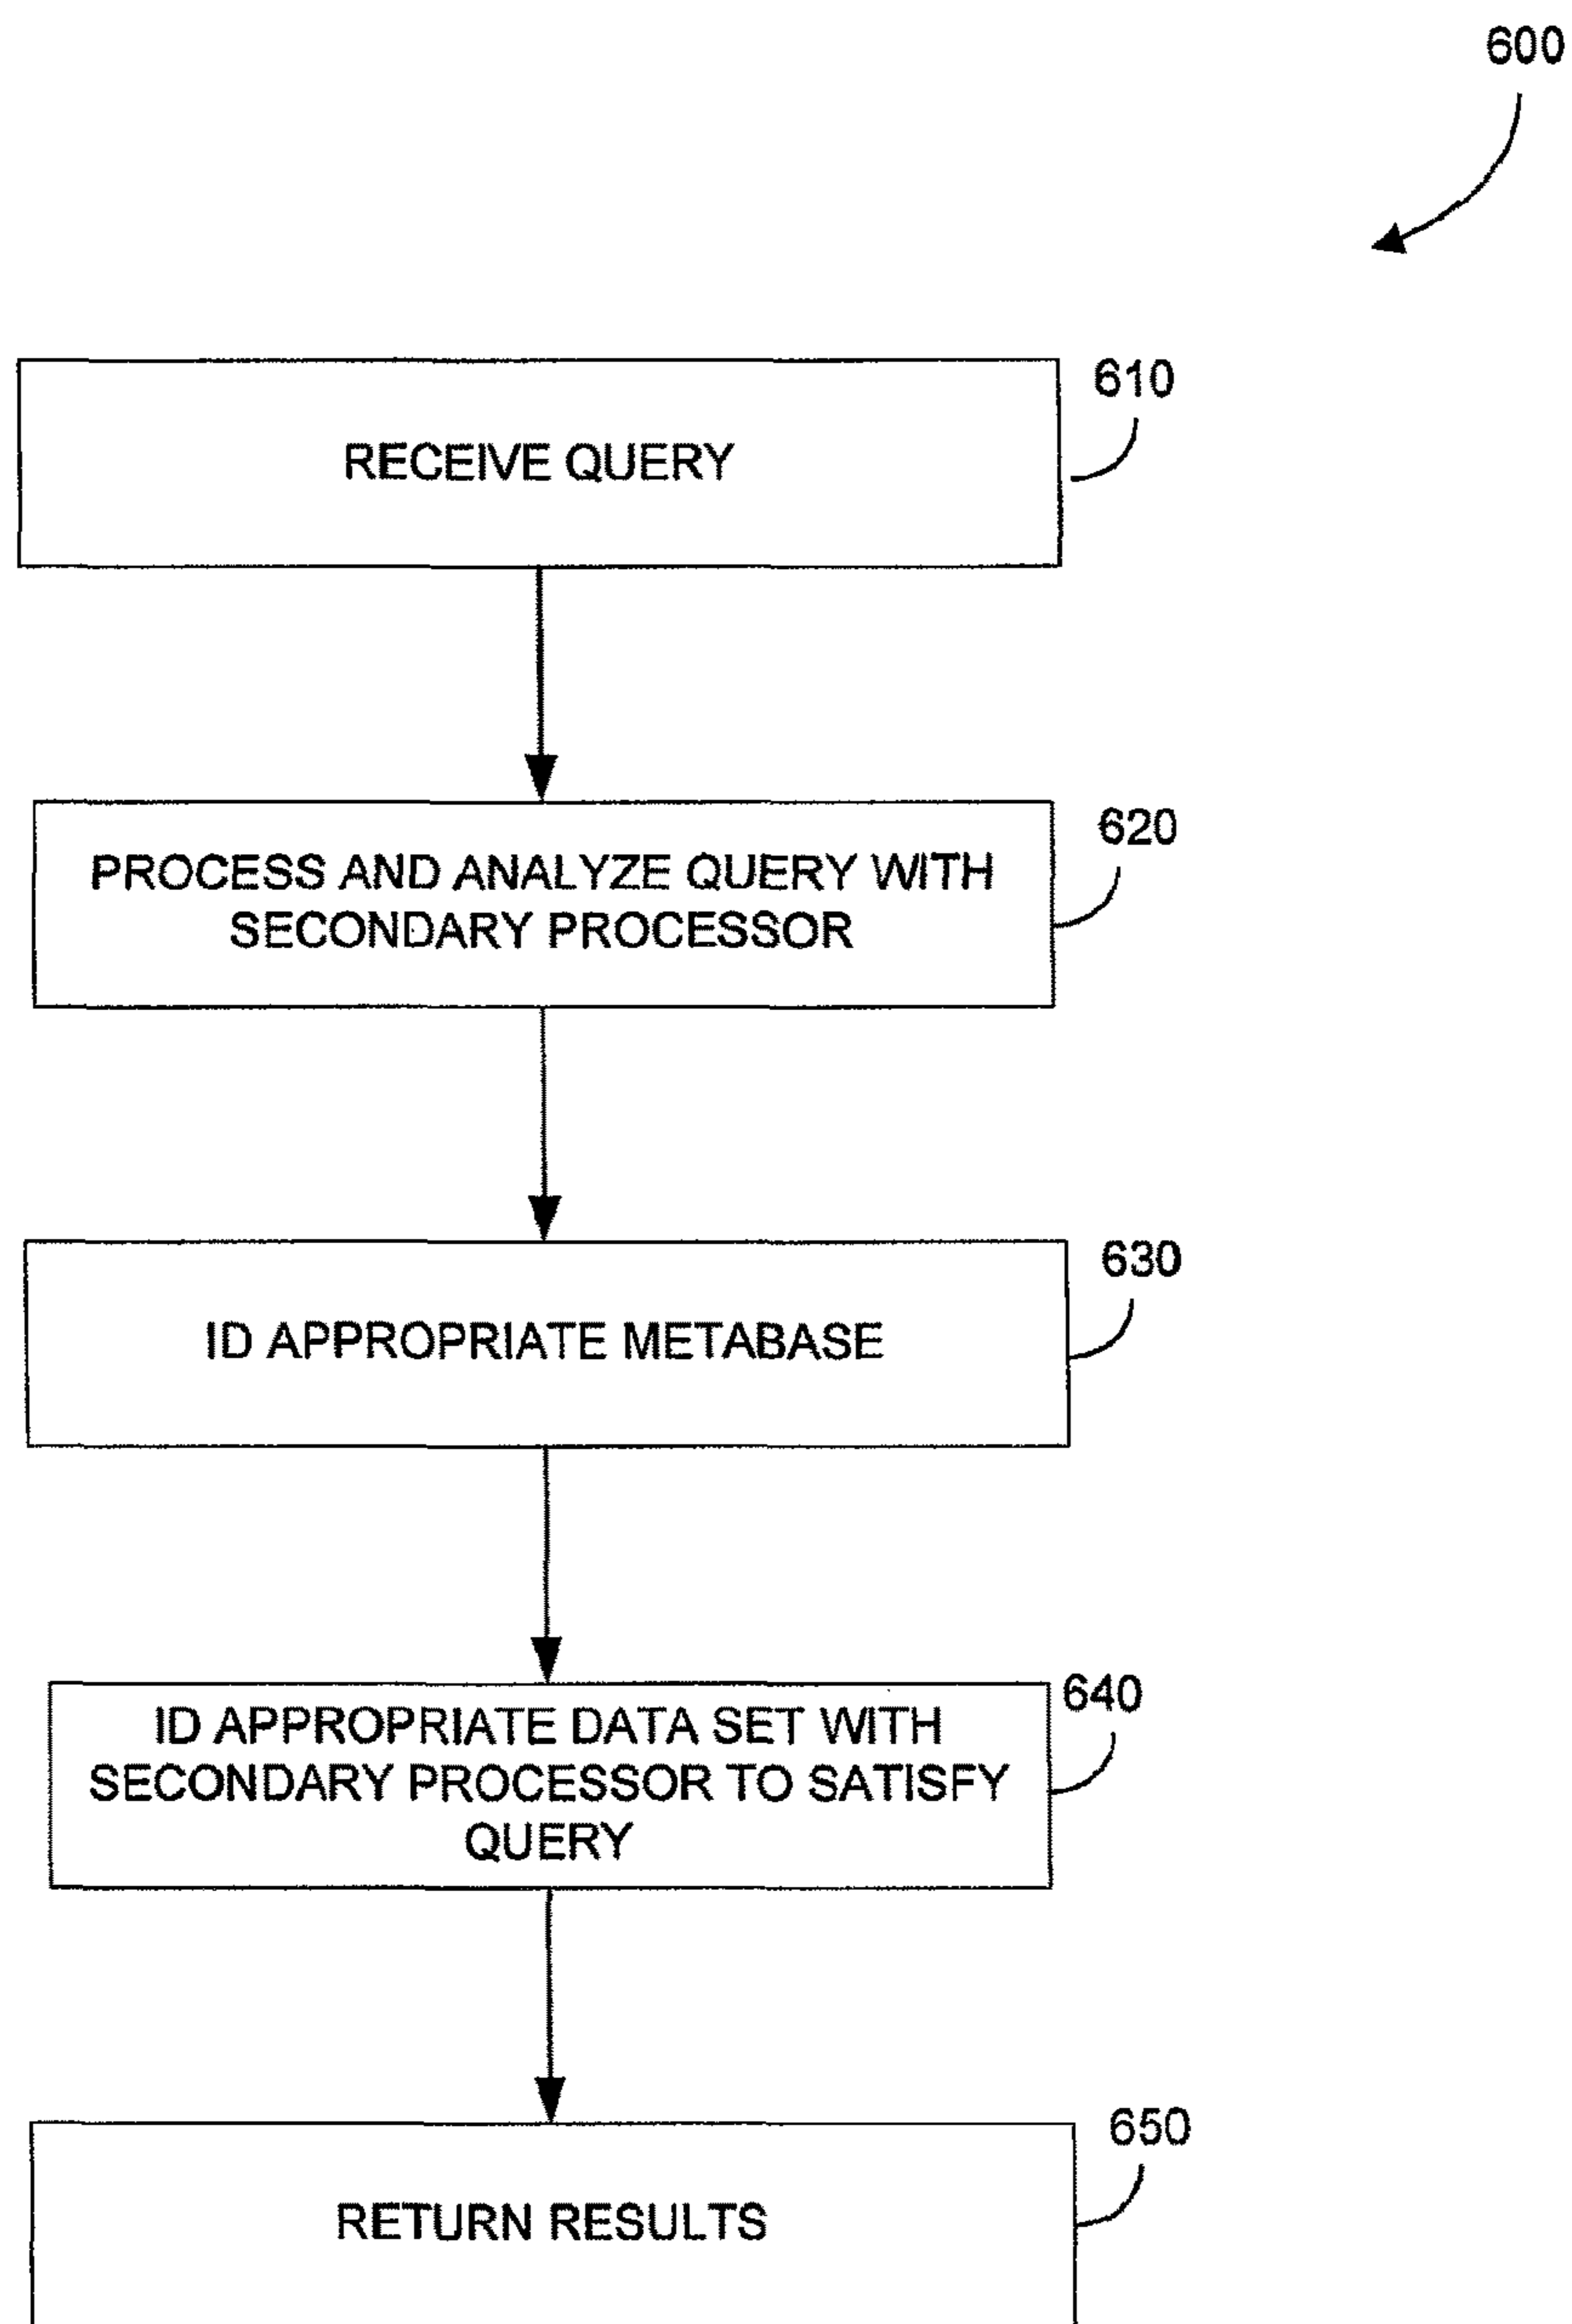 600
610
RECEIVE QUERY
620
PROCESS AND ANALYZE QUERY WITH
SECONDARY PROCESSOR
630
ID APPROPRIATE METABASE
640
ID APPROPRIATE DATA SET WITH
SECONDARY PROCESSOR TO SATISFY
QUERY
650
RETURN RESULTS